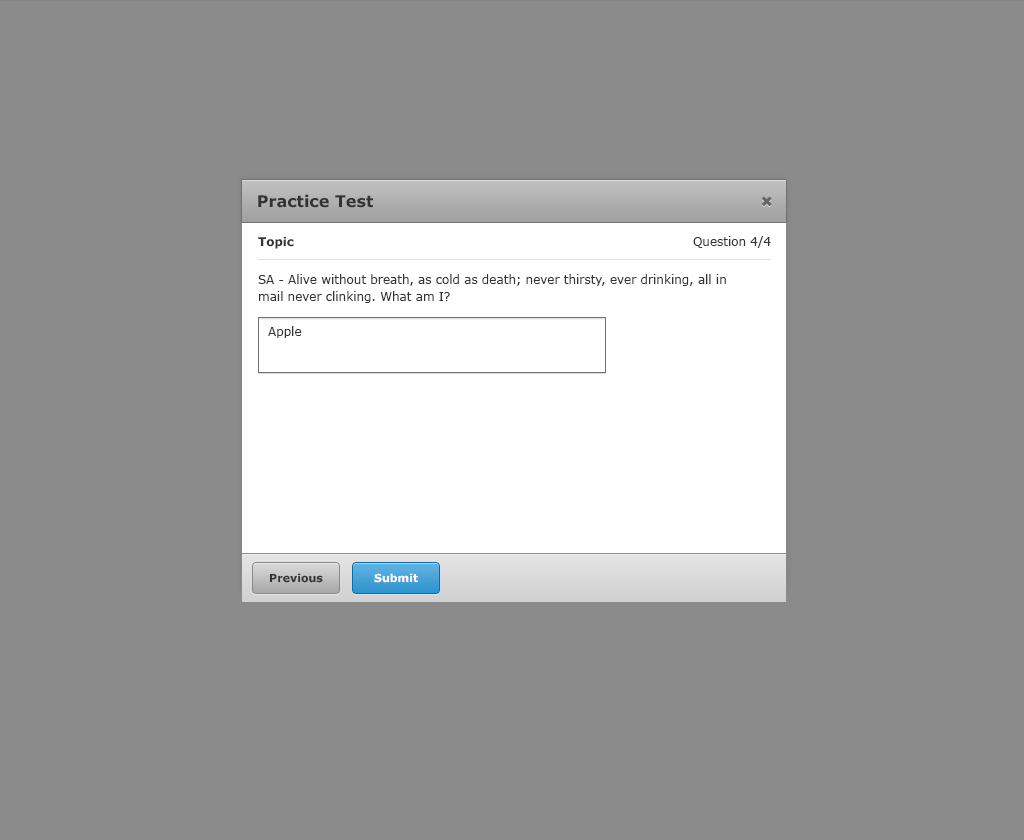 Practice Test
Topic
Question 4/4
SA - Alive without breath, as cold as death; never thirsty, ever drinking, all in
mail never clinking. What am I?
Apple
Previous
Submit